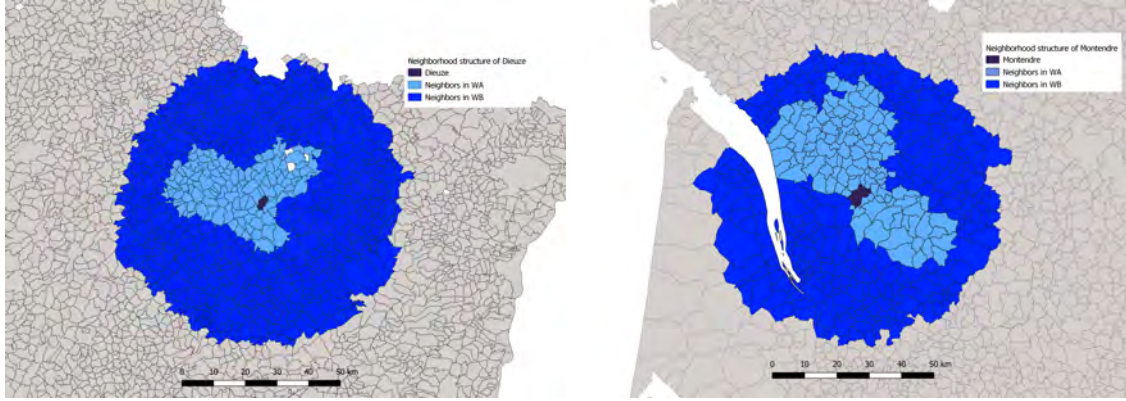 Neighborhood structure of Dieuze
Dieuze
Neighbors in WA
Neighbors in WB
0 10 20 30 40 50 km
Neighborhood structure of Montendre
Montendre
Neighbors in WA
Neighbors in WB
0 10 20 30 40 50 km